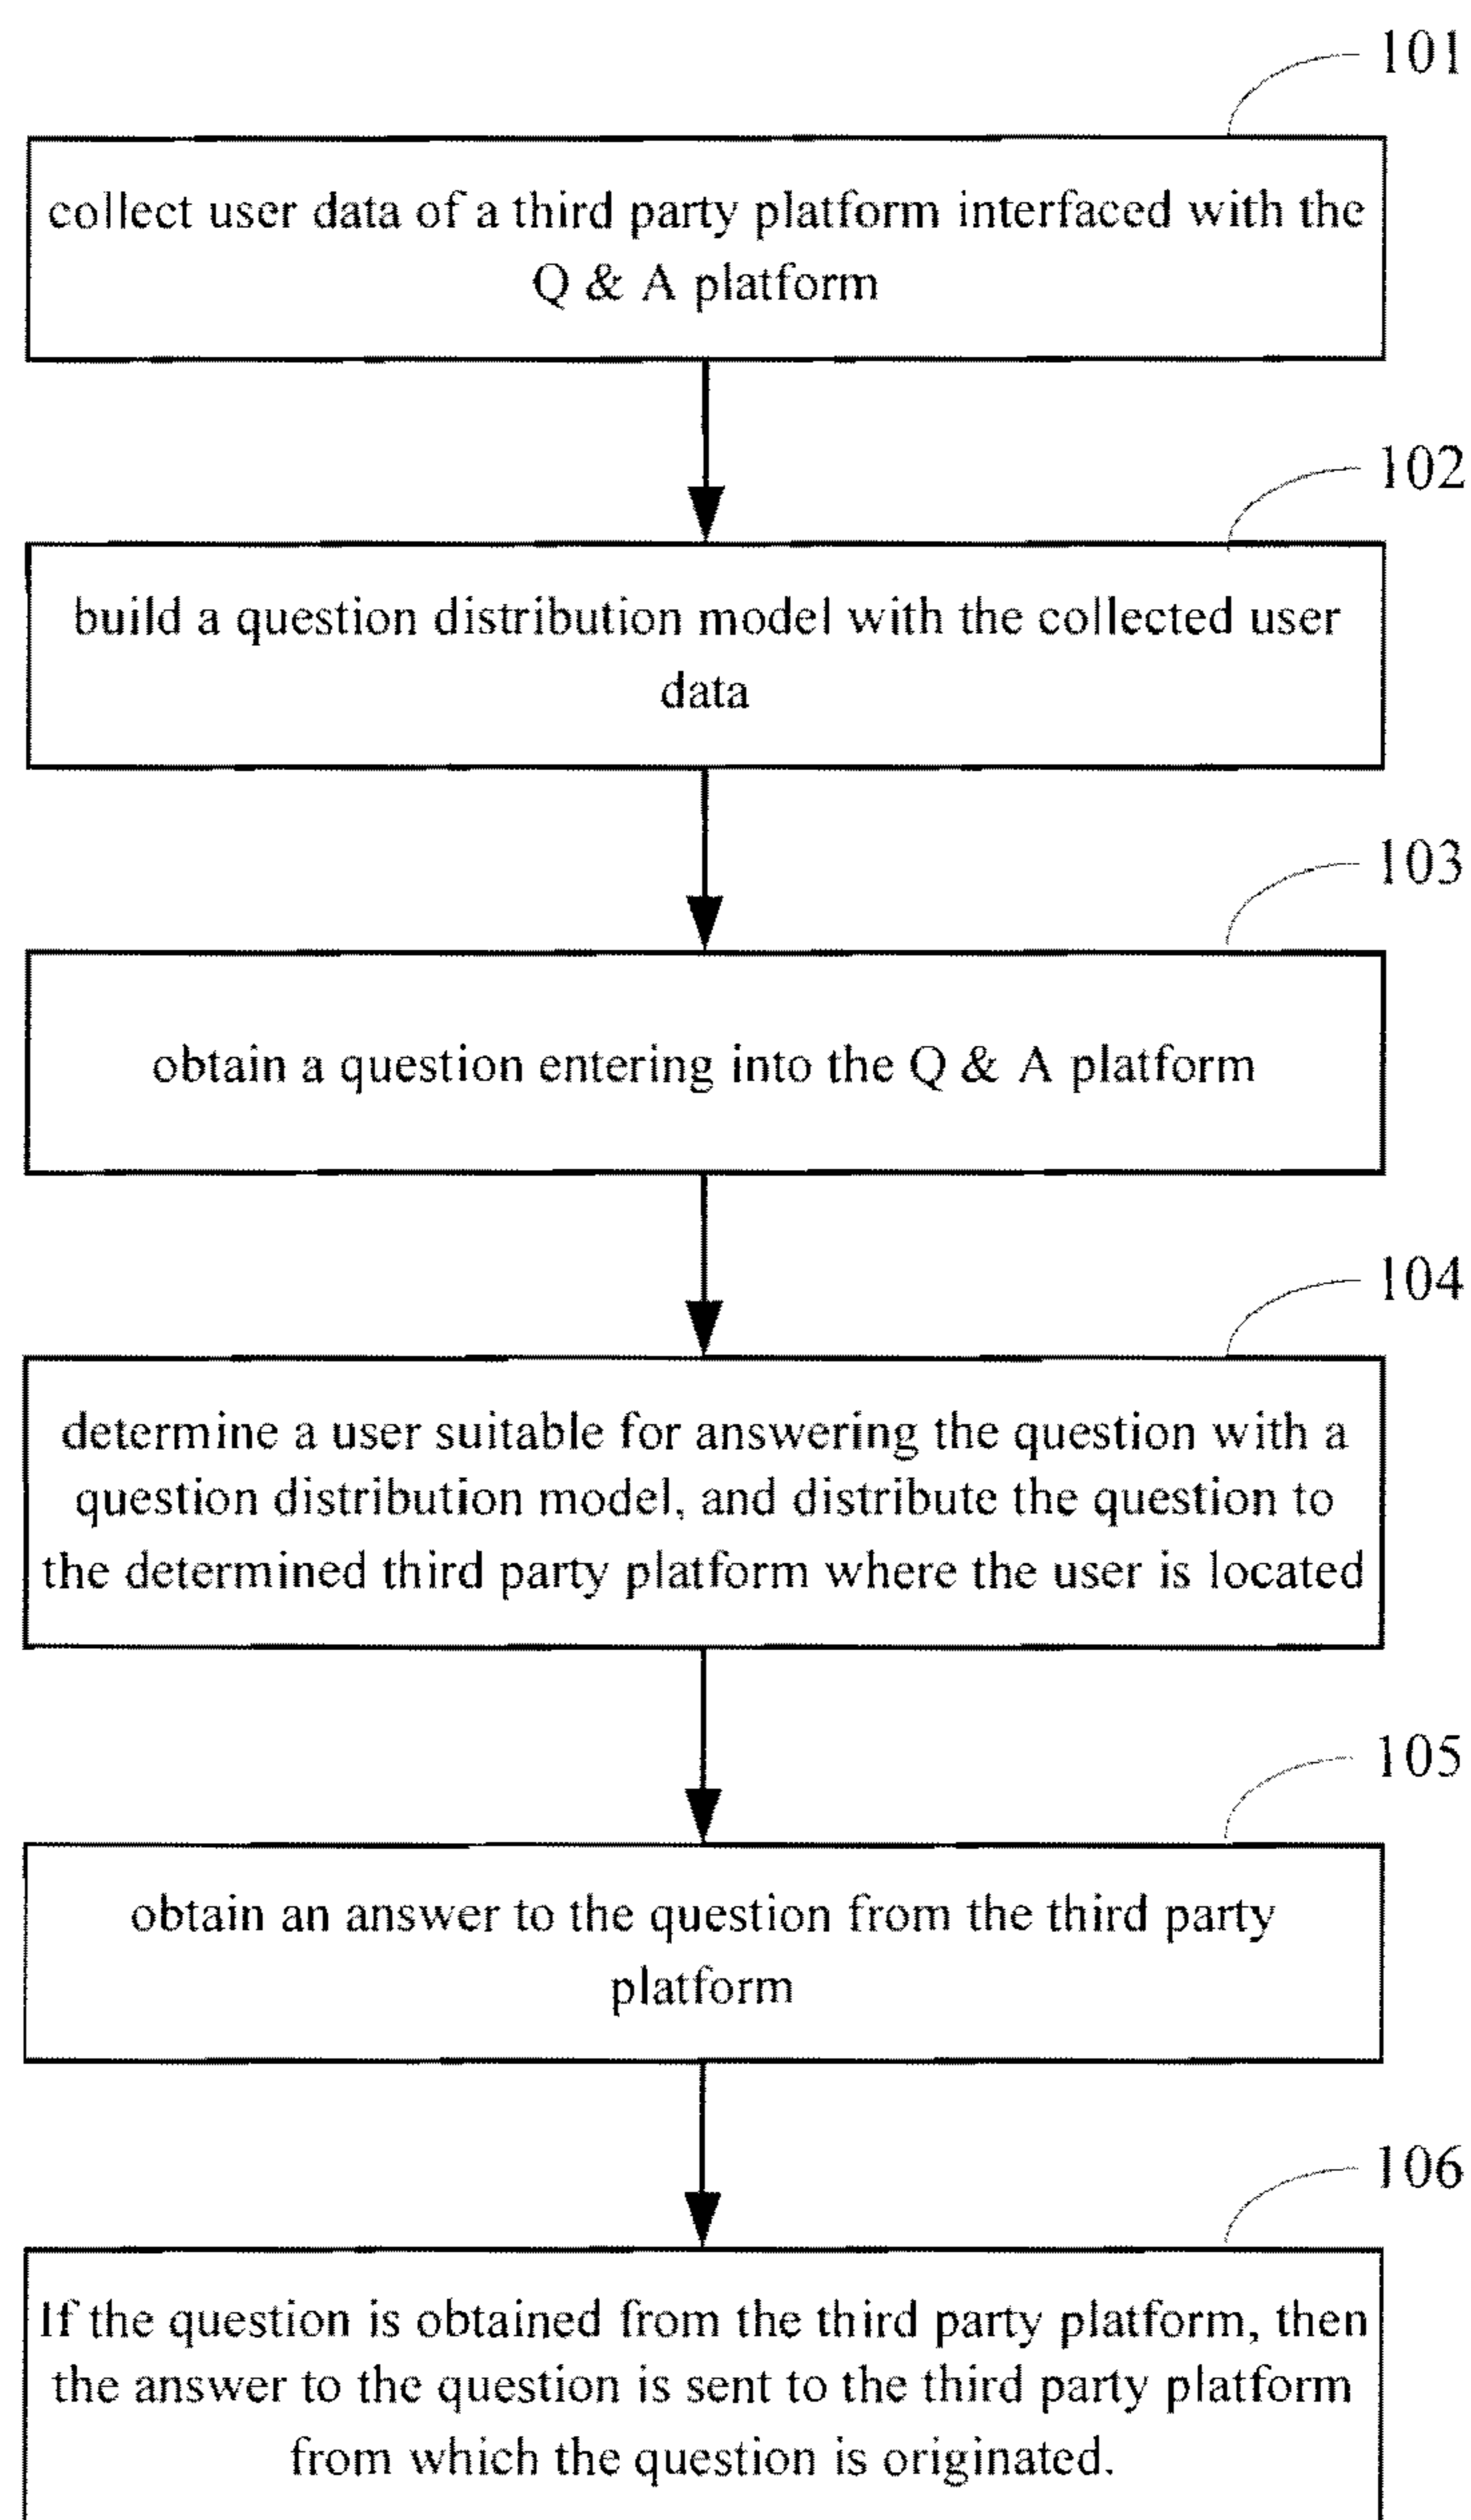 101
collect user data of a third party platform interfaced with the
Q & A platform
102
build a question distribution model with the collected user
data
103
obtain a question entering into the Q & A platform
104
determine a user suitable for answering the question with a
question distribution model, and distribute the question to
the determined third party platform where the user is located
105
obtain an answer to the question from the third party
platform
106
If the question is obtained from the third party platform, then
the answer to the question is sent to the third party platform
from which the question is originated.